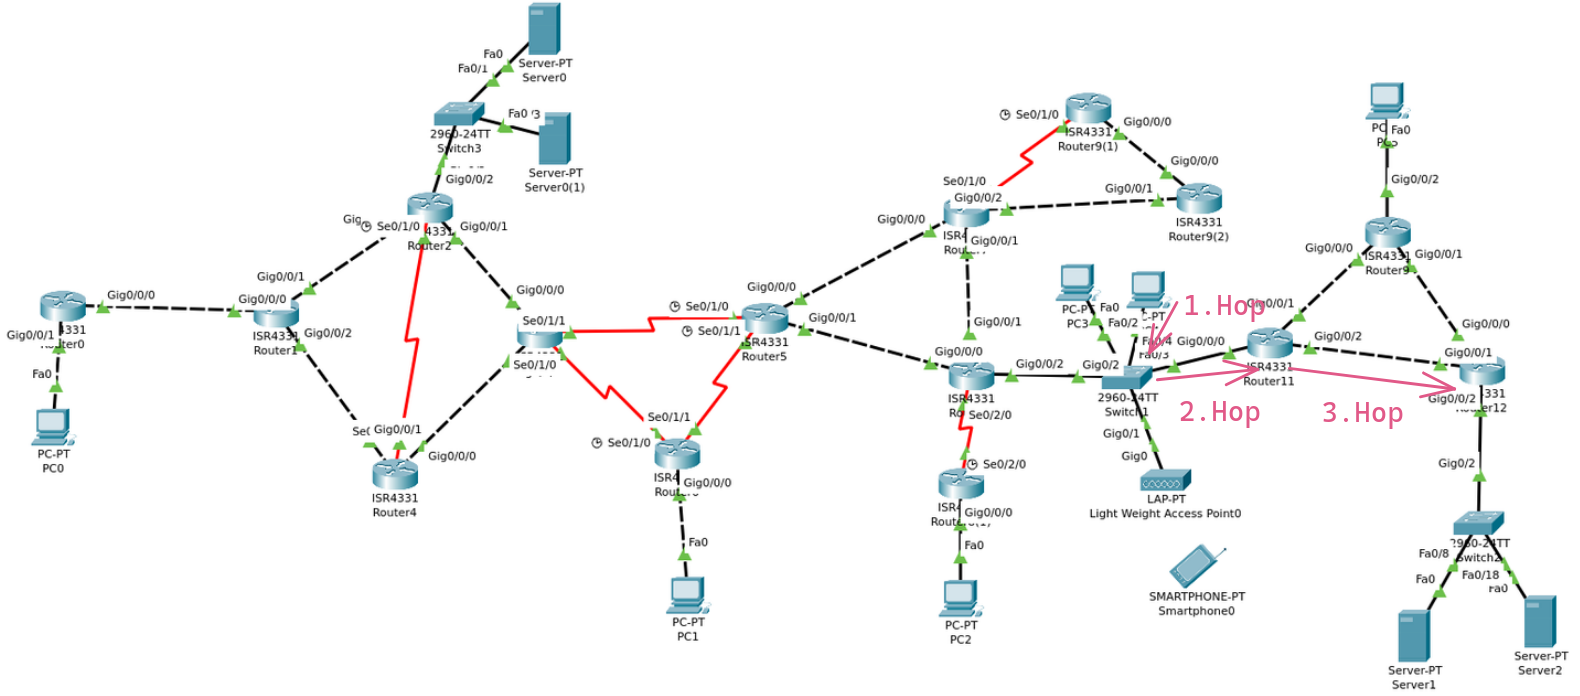 Server-PT
Server0
Fa0
Fa0/1
Fa0
2960-24TT
Switch3
Server-PT
Server0(1)
Gig0/0/2
Se0/1/0
Gig0/0/1
Router2
Gig0/0/1
Gig0/0/0
Gig0/0/0
Gig0/0/1
Fa0
PC-PT
PC0
ISR4331
Router1
Gig0/0/2
Gig0/0/1
Gig0/0/0
ISR4331
Router4
Gig0/0/0
Se0/1/1
Se0/1/0
Se0/1/0
Se0/1/1
Gig0/0/0
Gig0/0/1
ISR4331
Router5
Se0/1/1
Se0/1/0
Gig0/0/0
Fa0
PC-PT
PC1
Se0/1/0
ISR4331
Router9(1)
Gig0/0/0
Gig0/0/0
Se0/1/0
Gig0/0/2
Gig0/0/1
ISR4331
Router9(2)
Gig0/0/0
Gig0/0/1
Gig0/0/1
Gig0/0/0
ISR4331
Gig0/0/2
Gig0/2
Se0/2/0
Se0/2/0
Gig0/0/0
Fa0
PC-PT
PC2
PC3
Fa0
Fa0/2
Fa0/3
2960-24TT
Switch1
Gig0/1
Gig0
LAP-PT
Light Weight Access Point0
SMARTPHONE-PT
Smartphone0
1.Hop
2.Hop
3.Hop
Gig0/0/0
Gig0/0/1
ISR4331
Router11
Gig0/0/2
Fa0
Gig0/0/2
Gig0/0/0
Gig0/0/1
ISR4331
Router9
Gig0/0/0
Gig0/0/1
Gig0/0/2
Gig0/2
2960-24TT
Switch2
Fa0/8
Fa0/18
Fa0
Fa0
Server-PT
Server1
Server-PT
Server2